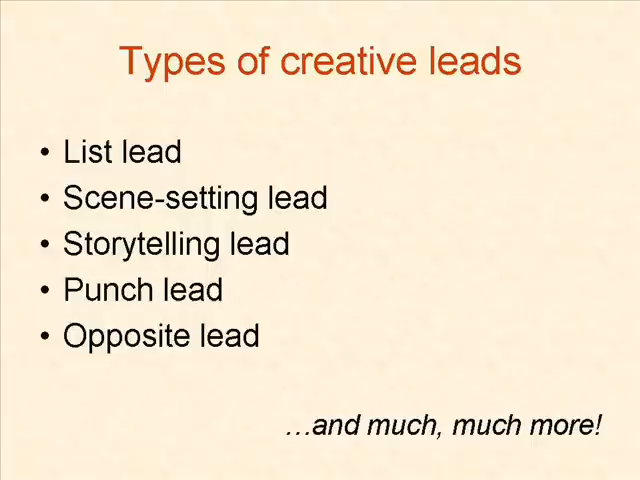 Types of creative leads
• List lead
• Scene-setting lead
• Storytelling lead
• Punch lead
• Opposite lead
…and much, much more!